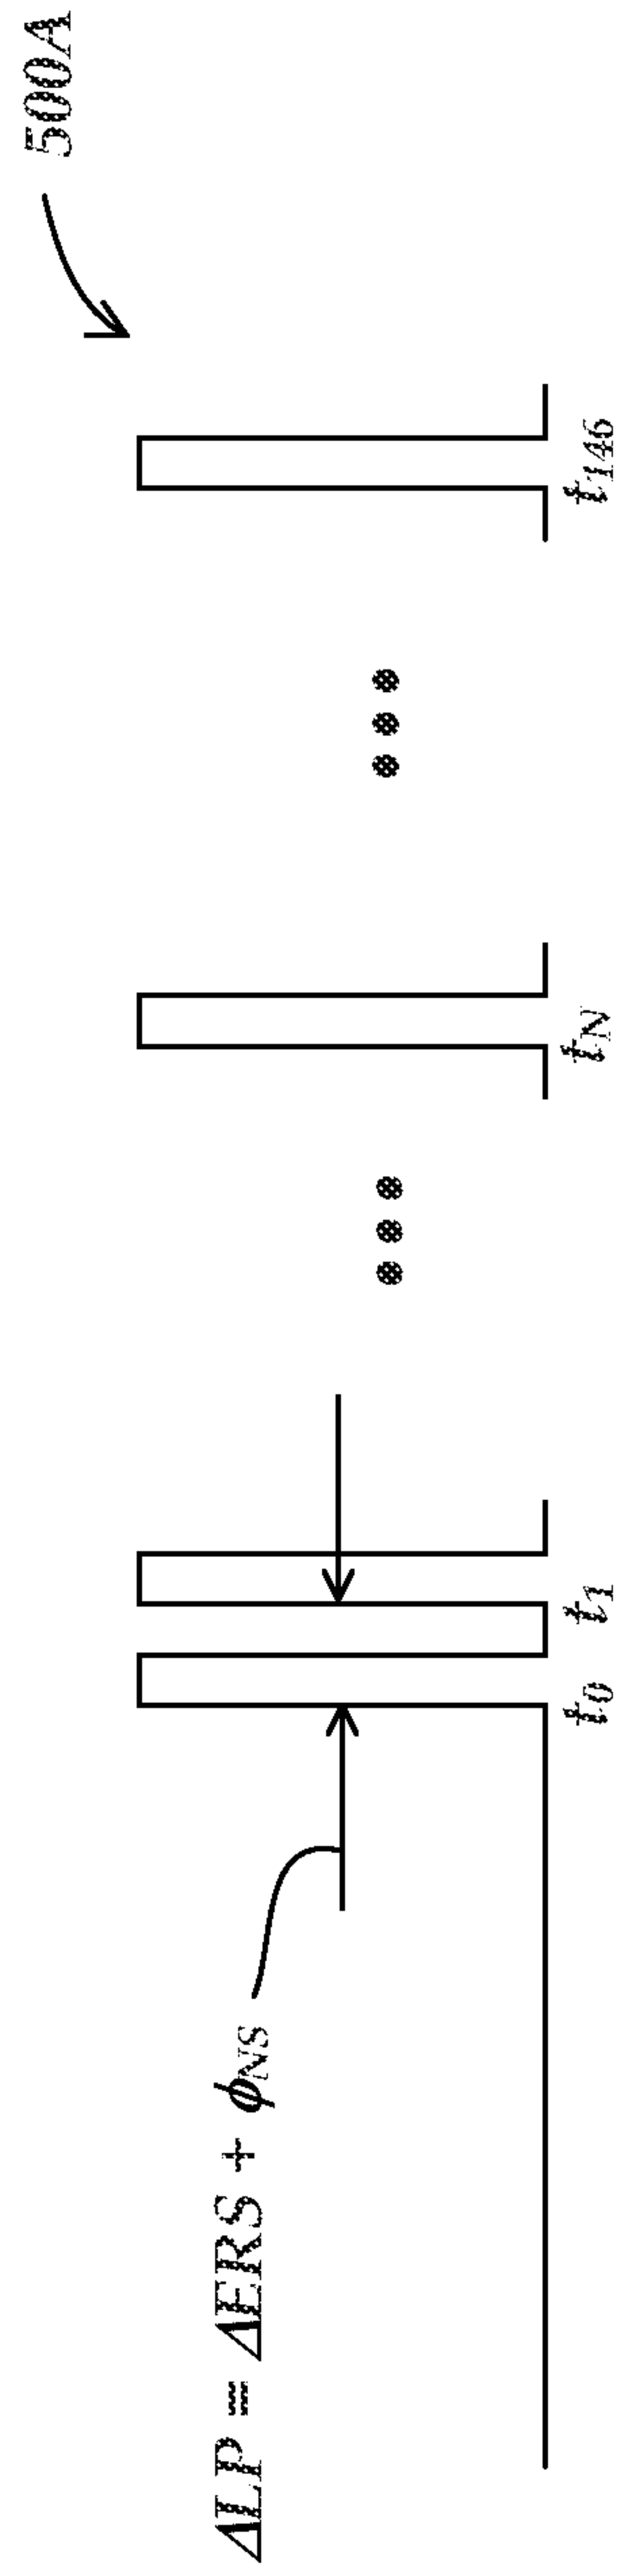 500A
ΔLP = ΔERS + ϕNS
t0
t1
tN
t146